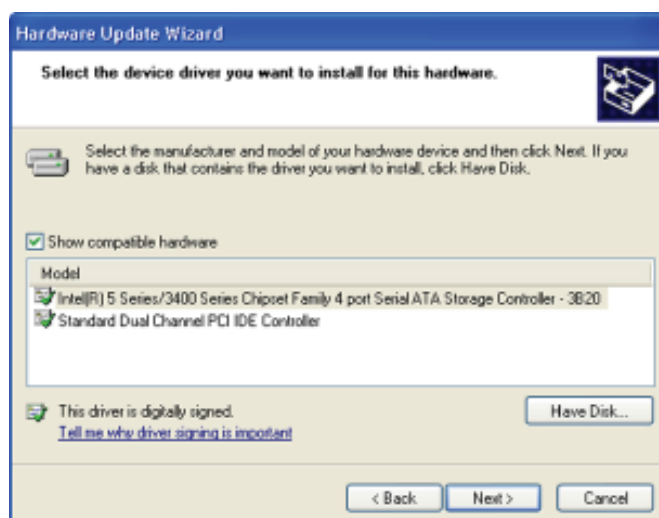 Hardware Update Wizard
Select the device driver you want to install for this hardware.
Select the manufacturer and model of your hardware device and then click Next. If you
have a disk that contains the driver you want to install, click Have Disk.
Show compatible hardware
Model
Intel(R) 5 Series/3400 Series Chipset Family 4 port Serial ATA Storage Controller - 3B20
Standard Dual Channel PCI IDE Controller
This driver is digitally signed.
Have Disk...
Tell me why driver signing is important
< Back
Next >
Cancel